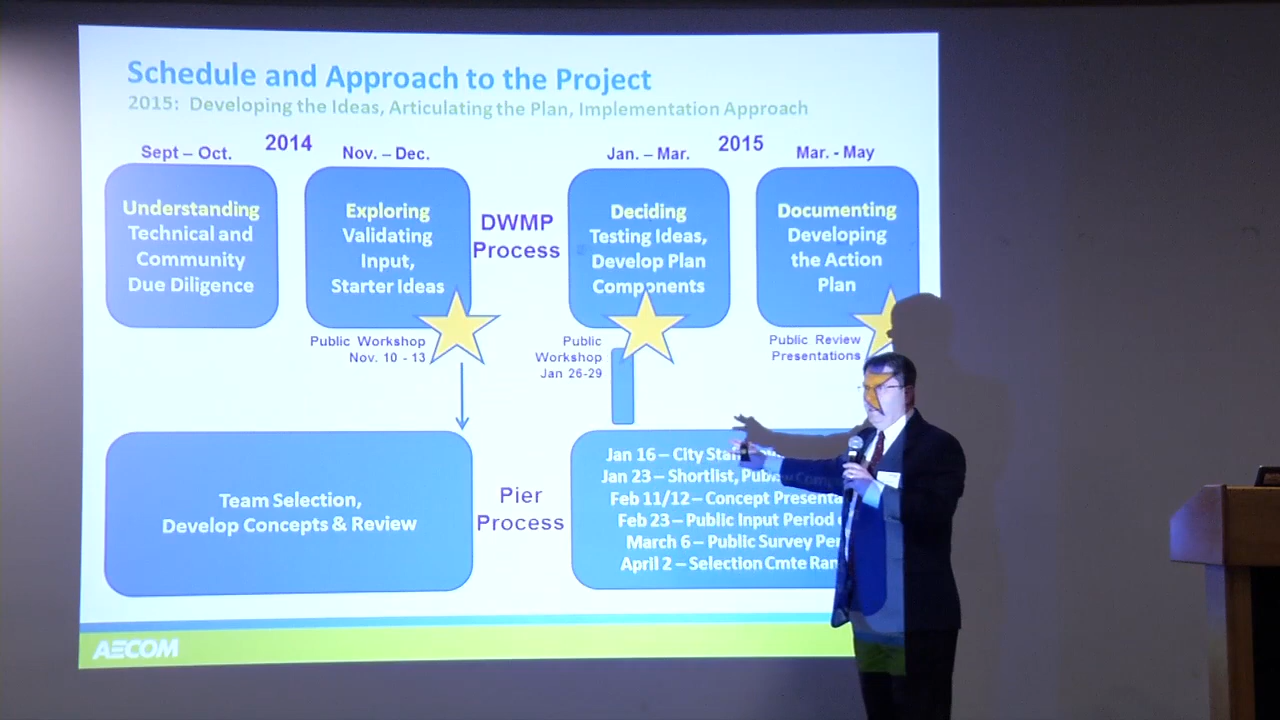 Schedule and Approach to the Project
2015: Developing the Ideas, Articulating the Plan, Implementation Approach
2014
2015
Sept – Oct.
Nov. – Dec.
Jan. – Mar.
Mar. - May
Understanding
Technical and
Community
Due Diligence
Exploring
Validating
Input,
Starter Ideas
DWMP
Process
Deciding
Testing Ideas,
Develop Plan
Components
Documenting
Developing
the Action
Plan
Public Workshop
Nov. 10 - 13
Public
Workshop
Jan 26-29
Public Review
Presentations
Team Selection,
Develop Concepts & Review
Pier
Process
Jan 16 – City
Jan 23 – Shortlist,
Feb 11/12 – Concept
Feb 23 – Public Input Period
March 6 – Public Survey
April 2 – Selection Cmte
AECOM